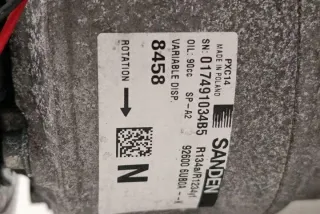 SANDEN
PXC14
MADE IN POLAND
SN: 01749103485
R134a/R1234yf
OIL: 90cc SP-A2
92600 6UB0A
VARIABLE DISP.
8458
ROTATION
N